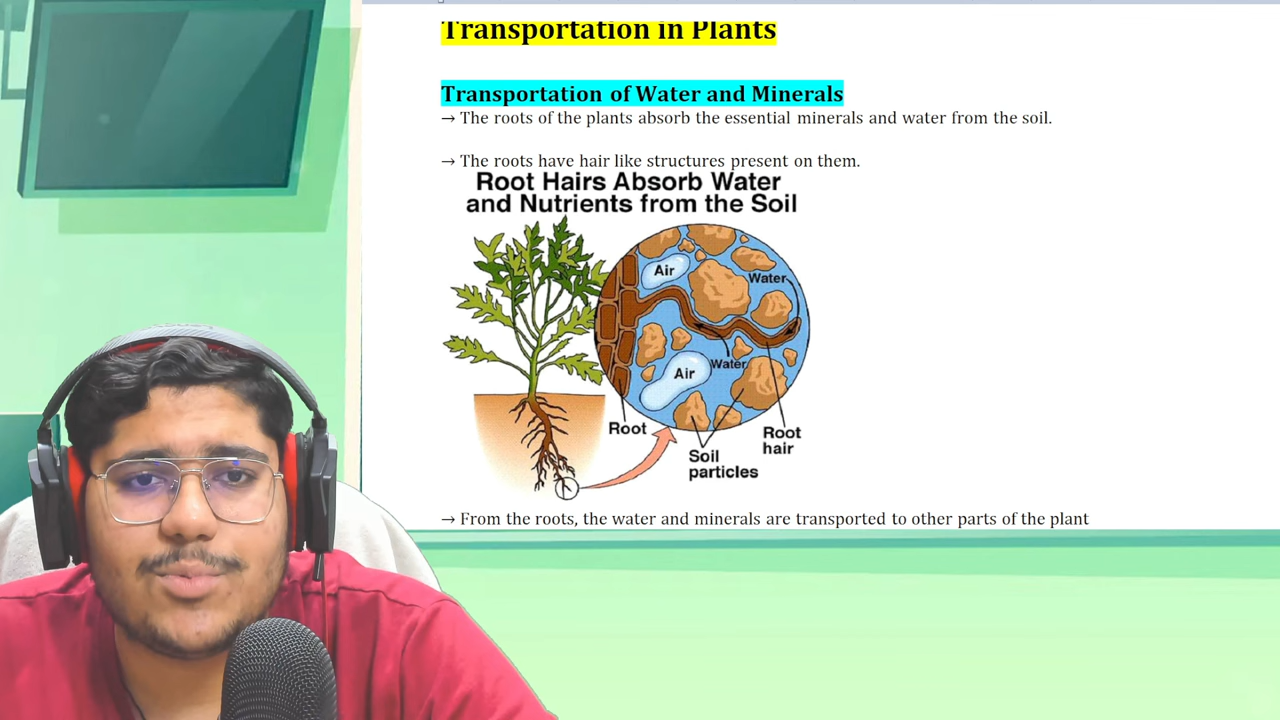 Transportation in Plants
Transportation of Water and Minerals
→ The roots of the plants absorb the essential minerals and water from the soil.
→ The roots have hair like structures present on them.
Root Hairs Absorb Water
and Nutrients from the Soil
Air
Water
Water
Air
Root
Root
hair
Soil
particles
→ From the roots, the water and minerals are transported to other parts of the plant